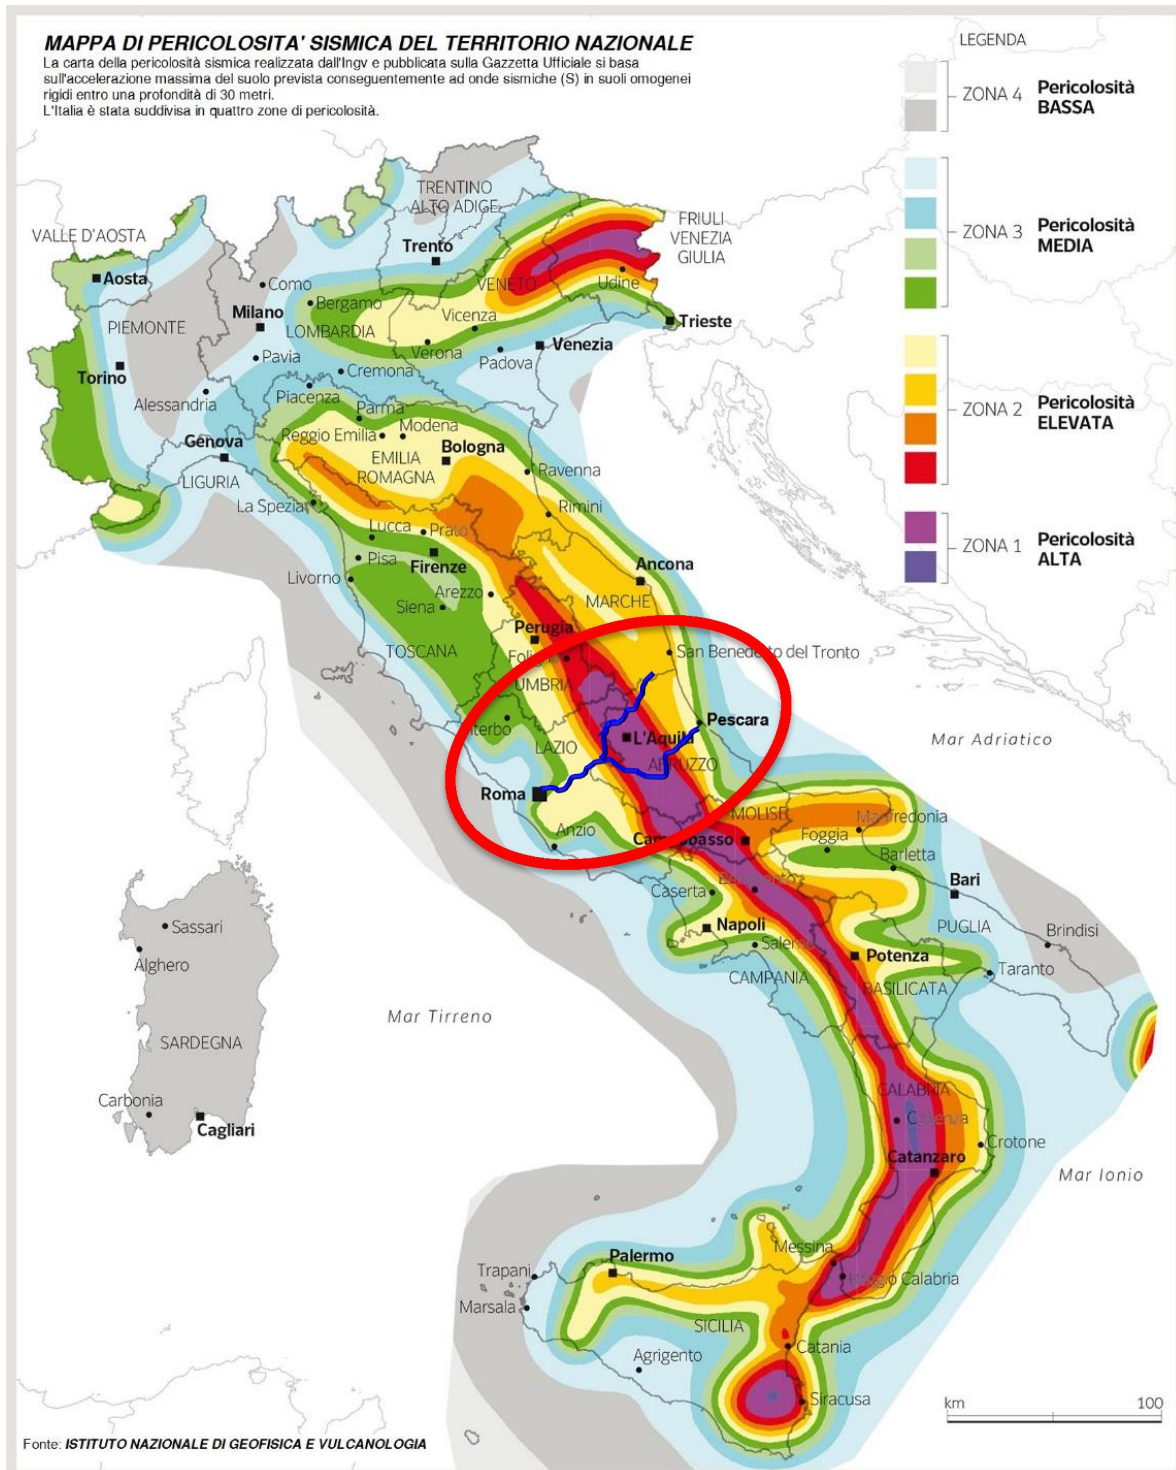 MAPPA DI PERICOLOSITA' SISMICA DEL TERRITORIO NAZIONALE
La carta della pericolosità sismica realizzata dall'Ingv e pubblicata sulla Gazzetta Ufficiale si basa
sull'accelerazione massima del suolo prevista conseguentemente ad onde sismiche (S) in suoli omogenei
rigidi entro una profondità di 30 metri.
L'Italia è stata suddivisa in quattro zone di pericolosità.
LEGENDA
ZONA 4
Pericolosità
BASSA
ZONA 3
Pericolosità
MEDIA
ZONA 2
Pericolosità
ELEVATA
ZONA 1
Pericolosità
ALTA
TRENTINO
ALTO ADIGE
FRIULI
VENEZIA
GIULIA
VALLE D'AOSTA
Trento
Aosta
Como
VENETO
Udine
Bergamo
Milano
PIEMONTE
LOMBARDIA
Vicenza
Trieste
Verona
Venezia
Pavia
Padova
Torino
Cremona
Alessandria
Piacenza
Parma
Modena
Reggio Emilia
Genova
Bologna
EMILIA
ROMAGNA
Ravenna
LIGURIA
La Spezia
Rimini
Lucca
Prato
Pisa
Firenze
Ancona
Livorno
Arezzo
MARCHE
Siena
Perugia
TOSCANA
San Benedetto del Tronto
UMBRIA
Pescara
LAZIO
L'Aquila
ABRUZZO
Mar Adriatico
Roma
MOLISE
Manfredonia
Anzio
Campobasso
Foggia
Barletta
Caserta
Benevento
Bari
Sassari
Napoli
PUGLIA
Brindisi
Alghero
Salerno
Potenza
Taranto
CAMPANIA
BASILICATA
Mar Tirreno
SARDEGNA
CALABRIA
Carbonia
Cosenza
Cagliari
Crotone
Catanzaro
Mar Ionio
Messina
Palermo
Trapani
Reggio Calabria
Marsala
SICILIA
Catania
Agrigento
Siracusa
km 100
Fonte: ISTITUTO NAZIONALE DI GEOFISICA E VULCANOLOGIA